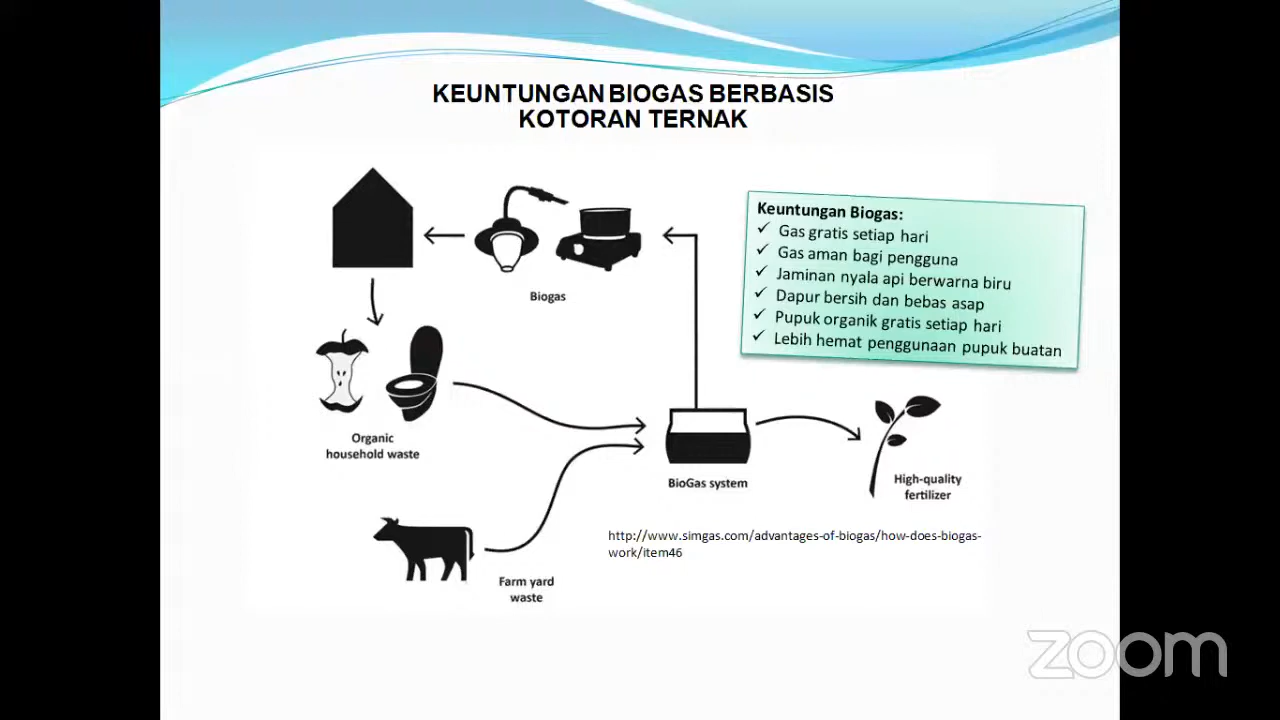 KEUNTUNGAN BIOGAS BERBASIS
KOTORAN TERNAK
Keuntungan Biogas:
✓ Gas gratis setiap hari
✓ Gas aman bagi pengguna
✓ Jaminan nyala api berwarna biru
✓ Dapur bersih dan bebas asap
✓ Pupuk organik gratis setiap hari
✓ Lebih hemat penggunaan pupuk buatan
Biogas
Organic
household waste
BioGas system
High-quality
fertilizer
http://www.simgas.com/advantages-of-biogas/how-does-biogas-
work/item46
Farm yard
waste
zoom